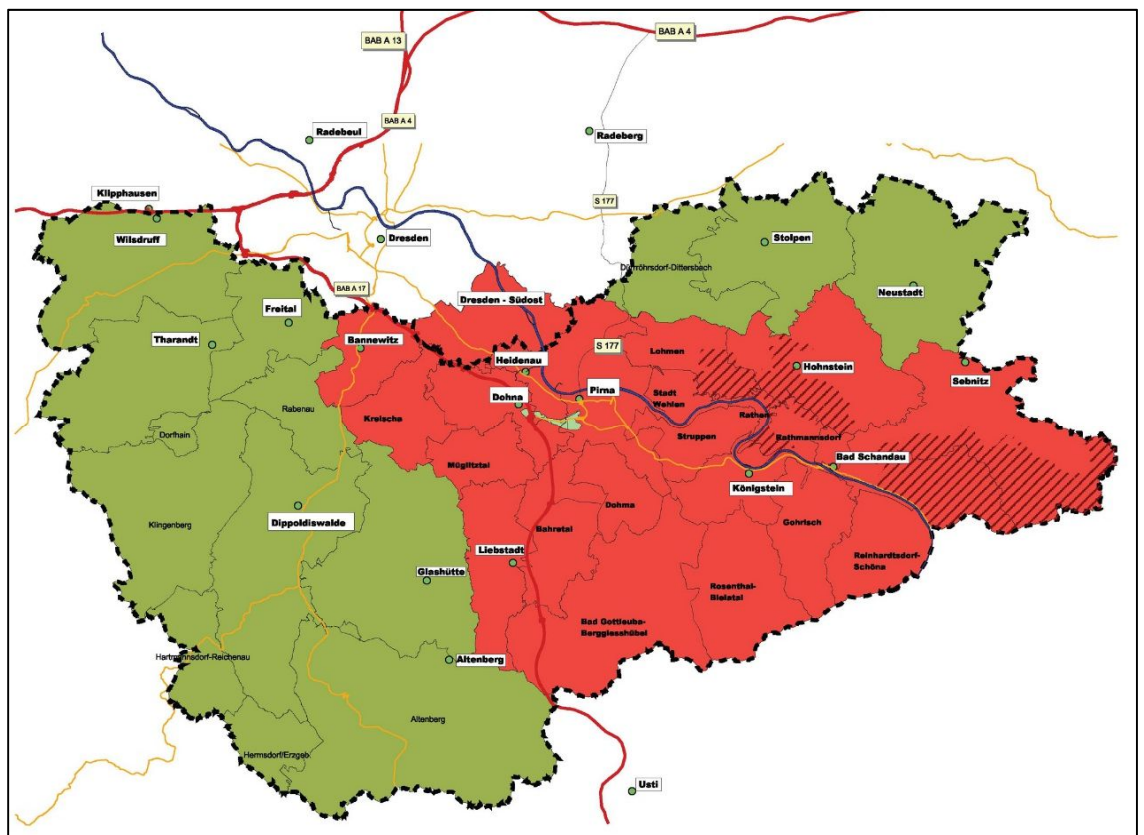 BAB A 13
BAB A 4
BAB A 4
Radebeul
Radeberg
Klipphausen
S 177
Wilsdruff
Dresden
Stolpen
Dürrröhrsdorf-Dittersbach
BAB A 17
Neustadt
Dresden - Südost
Freital
Tharandt
Bannewitz
S 177
Lohmen
Heidenau
Hohnstein
Sebnitz
Pirna
Dohna
Stadt
Wehlen
Rabenau
Kreischa
Rathen
Dorfhain
Struppen
Rathmannsdorf
Bad Schandau
Müglitztal
Königstein
Dippoldiswalde
Dohma
Klingenberg
Gohrisch
Bahretal
Liebstadt
Reinhardtsdorf-
Schöna
Glashütte
Rosenthal-
Bielatal
Bad Gottleuba-
Berggiesshübel
Hartmannsdorf-Reichenau
Altenberg
Altenberg
Hermsdorf/Erzgeb.
Usti